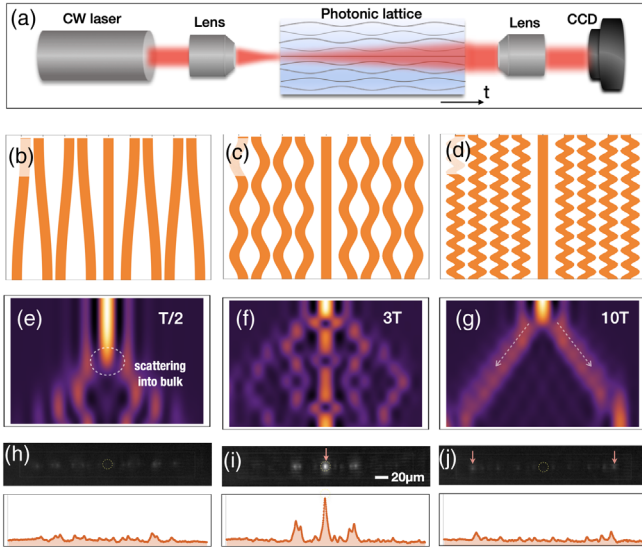 (a)
CW laser
Lens
Photonic lattice
Lens
CCD
t
(b)
(c)
(d)
(e)
T/2
scattering
into bulk
(f)
3T
(g)
10T
(h)
(i)
20μm
(j)